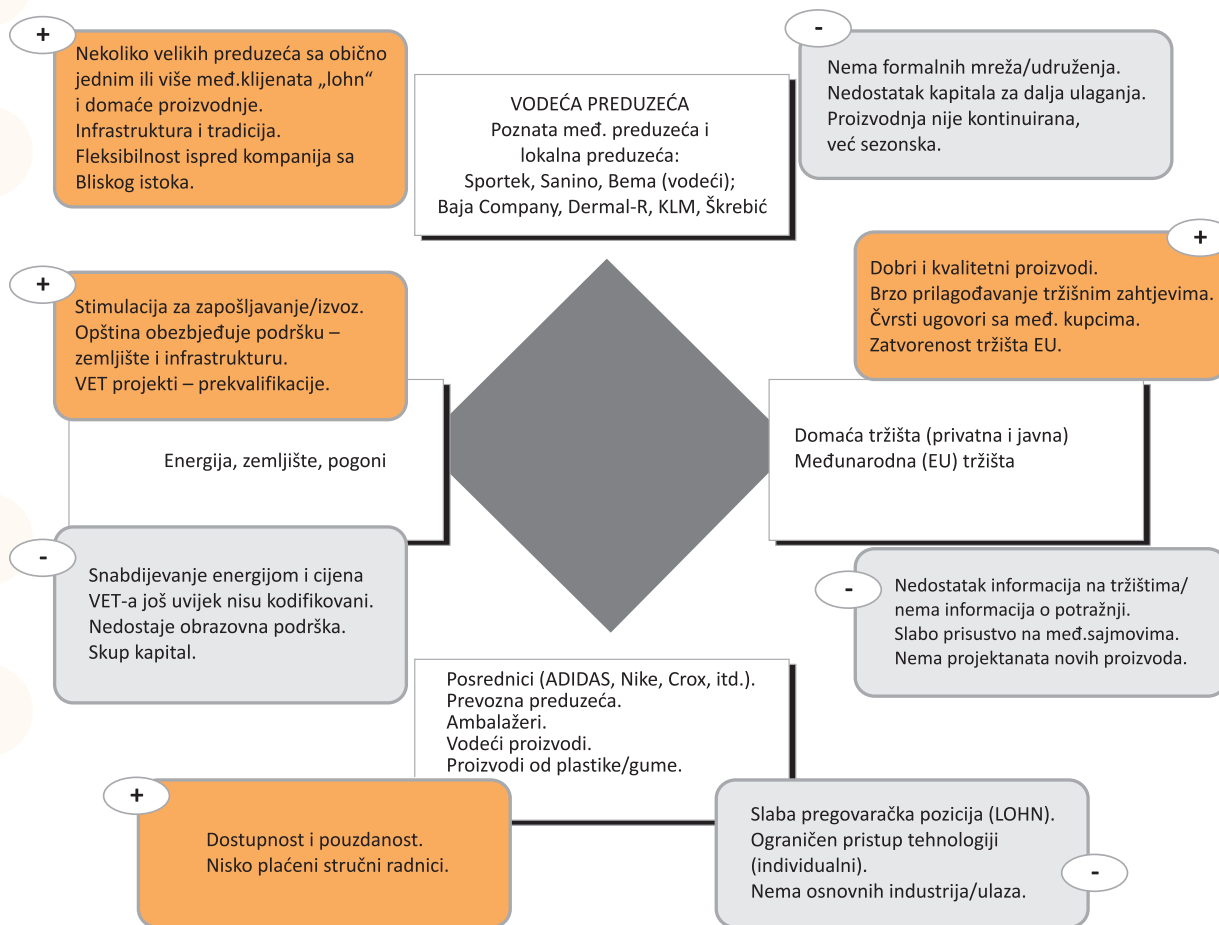 +
Nekoliko velikih preduzeća sa obično
jednim ili više međ.klijenata „lohn“
i domaće proizvodnje.
Infrastruktura i tradicija.
Fleksibilnost ispred kompanija sa
Bliskog istoka.
VODEĆA PREDUZEĆA
Poznata međ. preduzeća i
lokalna preduzeća:
Sportek, Sanino, Bema (vodeći);
Baja Company, Dermal-R, KLM, Škrebić
-
Nema formalnih mreža/udruženja.
Nedostatak kapitala za dalja ulaganja.
Proizvodnja nije kontinuirana,
već sezonska.
+
Stimulacija za zapošljavanje/izvoz.
Opština obezbjeđuje podršku –
zemljište i infrastrukturu.
VET projekti – prekvalifikacije.
Energija, zemljište, pogoni
-
Snabdijevanje energijom i cijena
VET-a još uvijek nisu kodifikovani.
Nedostaje obrazovna podrška.
Skup kapital.
+
Dobri i kvalitetni proizvodi.
Brzo prilagođavanje tržišnim zahtjevima.
Čvrsti ugovori sa međ. kupcima.
Zatvorenost tržišta EU.
Domaća tržišta (privatna i javna)
Međunarodna (EU) tržišta
-
Nedostatak informacija na tržištima/
nema informacija o potražnji.
Slabo prisustvo na međ.sajmovima.
Nema projektanata novih proizvoda.
Posrednici (ADIDAS, Nike, Crox, itd.).
Prevozna preduzeća.
Ambalažeri.
Vodeći proizvodi.
Proizvodi od plastike/gume.
+
Dostupnost i pouzdanost.
Nisko plaćeni stručni radnici.
Slaba pregovaračka pozicija (LOHN).
Ograničen pristup tehnologiji
(individualni).
Nema osnovnih industrija/ulaza.
-